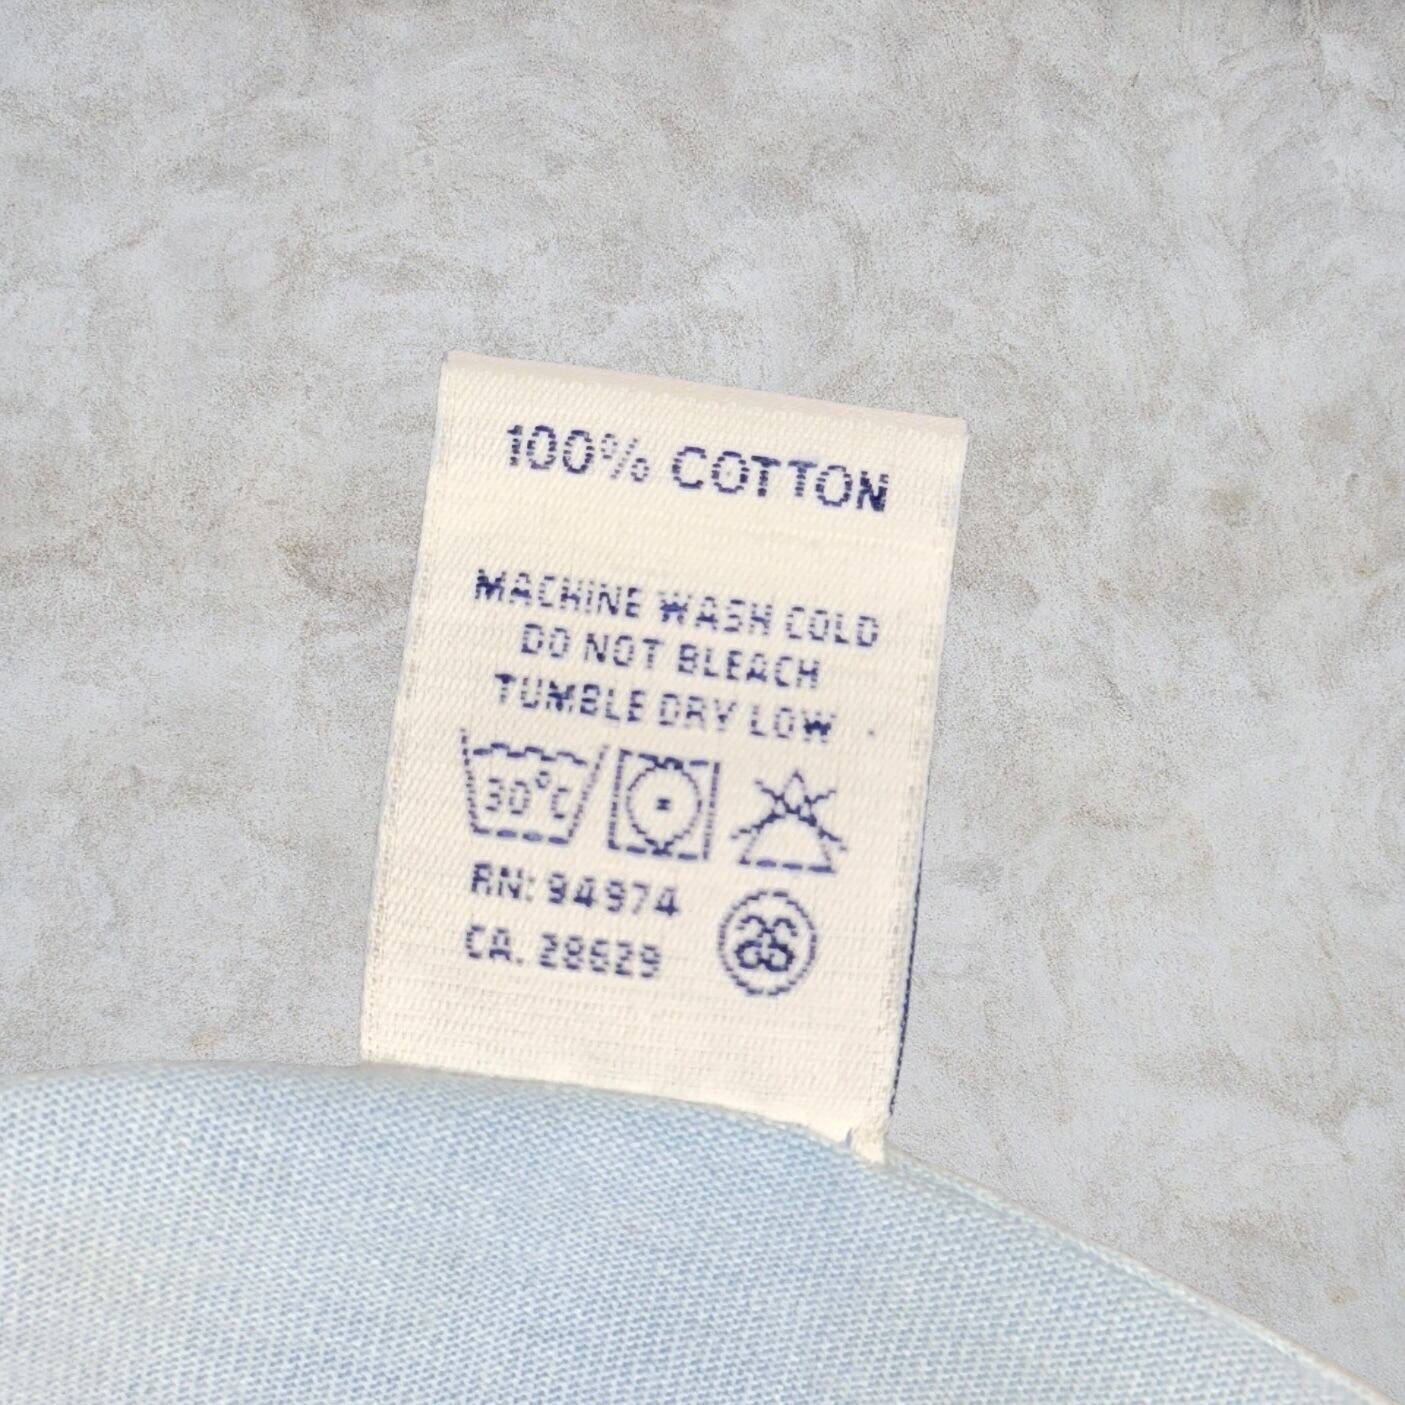 100% COTTON
MACHINE WASH COLD
DO NOT BLEACH
TUMBLE DRY LOW
30°C
RN: 94974
CA. 28629